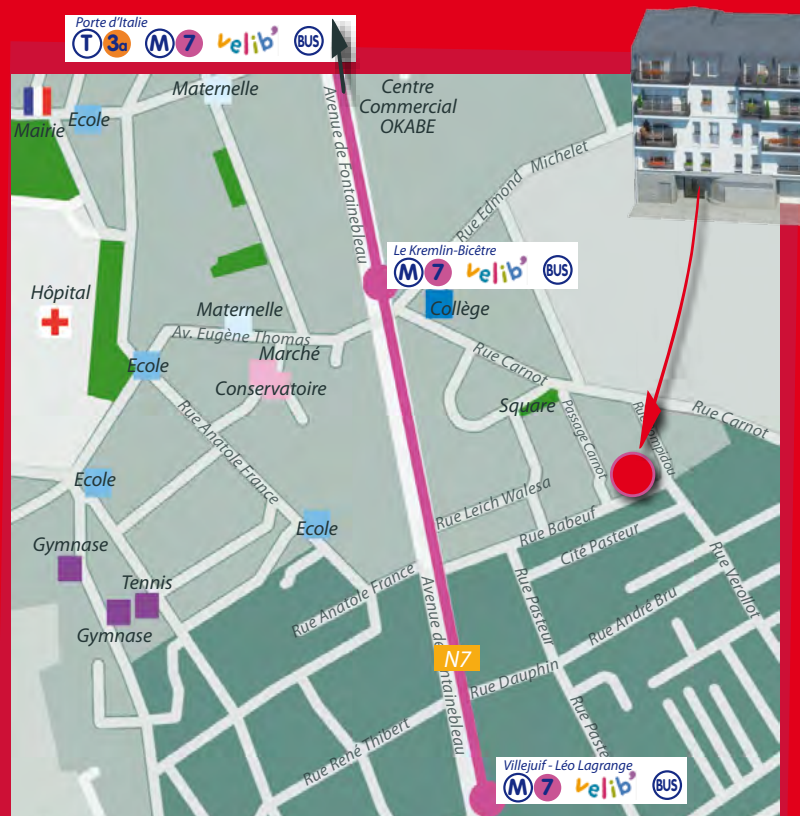 Porte d'Italie
T 3a M 7 velib' BUS
Maternelle
Centre
Commercial
OKABE
Mairie
Ecole
Avenue de Fontainebleau
Rue Edmond Michelet
Le Kremlin-Bicêtre
M 7 velib' BUS
Hôpital
Maternelle
Collège
Av. Eugène Thomas
Marché
Rue Carnot
Ecole
Conservatoire
Square
Passage Carnot
Rue Carnot
Rue Anatole France
Ecole
Rue Leich Walesa
Ecole
Rue Babeuf
Cité Pasteur
Gymnase
Tennis
Gymnase
Rue Anatole France
Rue Pasteur
Rue Verollot
Rue André Bru
Avenue de Fontainebleau
N7
Rue Dauphin
Rue René Thibert
Villejuif - Léo Lagrange
M 7 velib' BUS